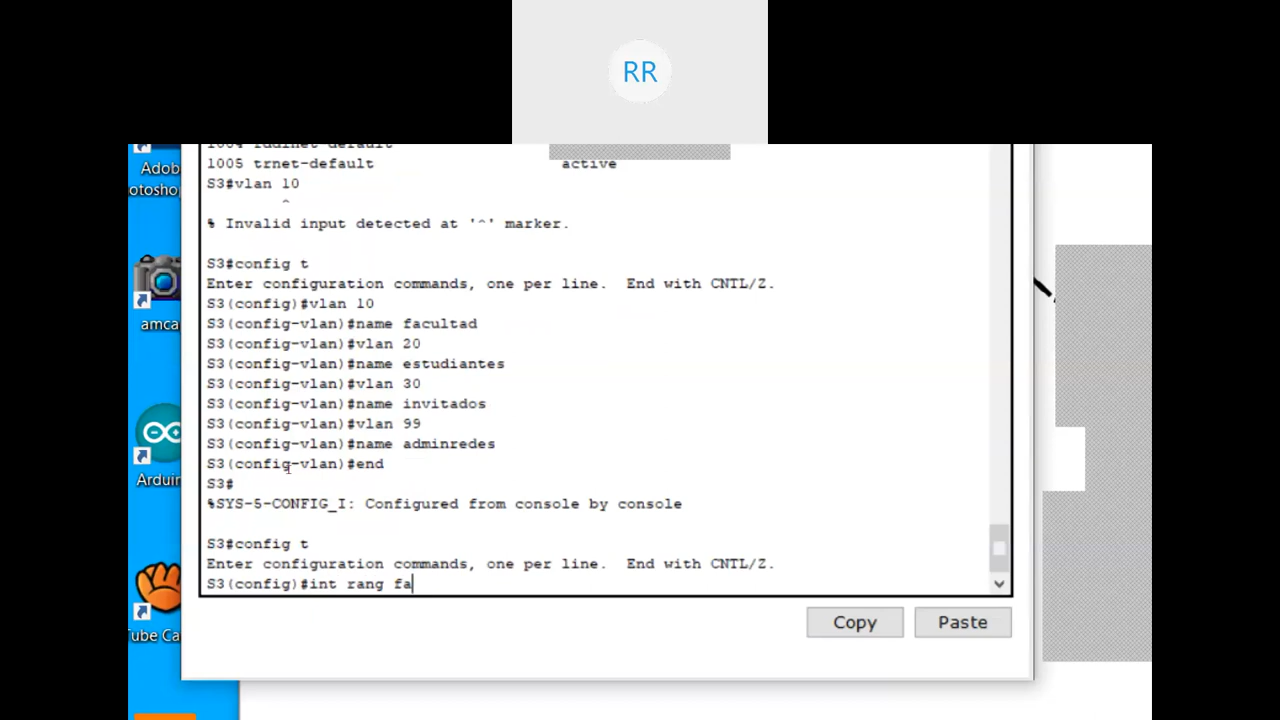 RR
1005 trnet-default active
S3#vlan 10
^
% Invalid input detected at '^' marker.
S3#config t
Enter configuration commands, one per line. End with CNTL/Z.
S3(config)#vlan 10
S3(config-vlan)#name facultad
S3(config-vlan)#vlan 20
S3(config-vlan)#name estudiantes
S3(config-vlan)#vlan 30
S3(config-vlan)#name invitados
S3(config-vlan)#vlan 99
S3(config-vlan)#name adminredes
S3(config-vlan)#end
S3#
%SYS-5-CONFIG_I: Configured from console by console
S3#config t
Enter configuration commands, one per line. End with CNTL/Z.
S3(config)#int rang fa
Copy
Paste
Adob
otosho
amca
Arduin
Tube Ca